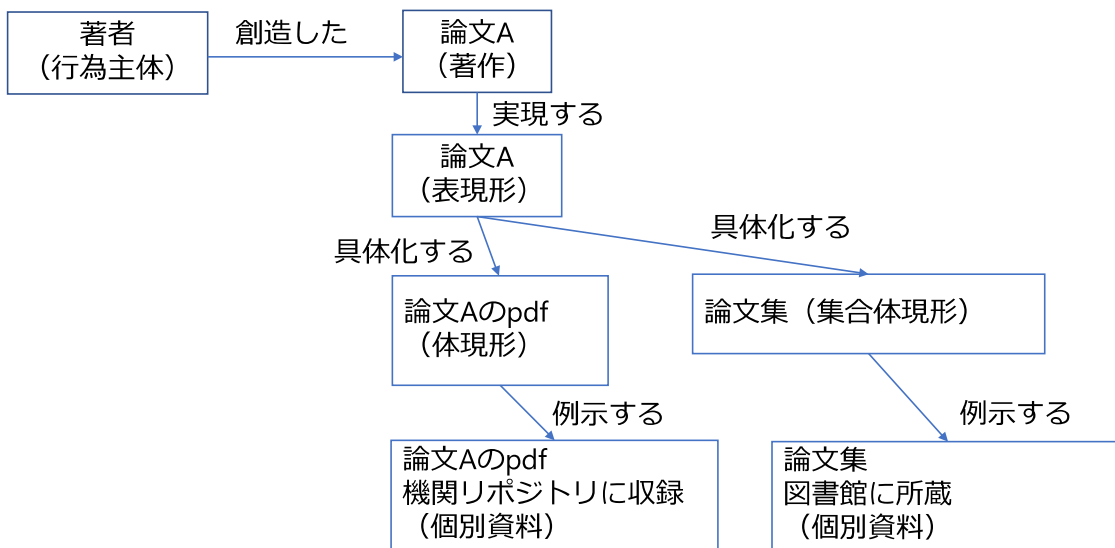 著者
（行為主体）
創造した
論文A
（著作）
実現する
論文A
（表現形）
具体化する
具体化する
論文Aのpdf
（体現形）
論文集（集合体現形）
例示する
例示する
論文Aのpdf
機関リポジトリに収録
（個別資料）
論文集
図書館に所蔵
（個別資料）